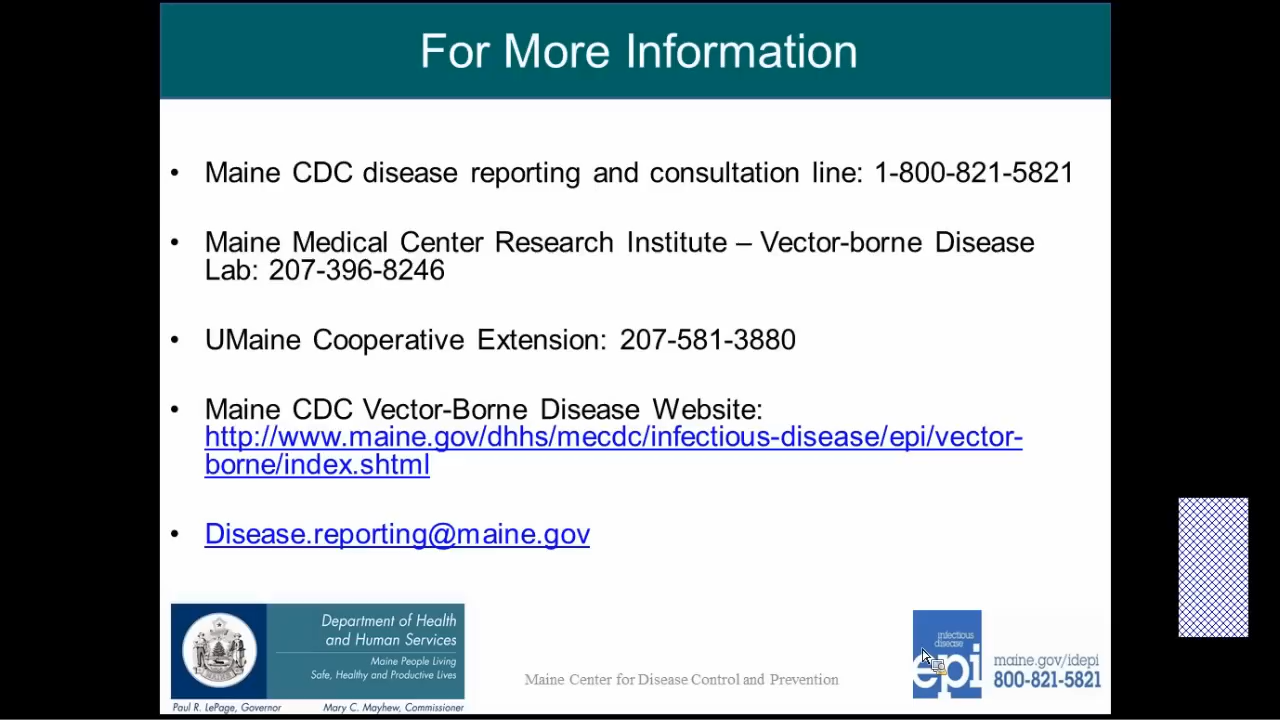 For More Information
• Maine CDC disease reporting and consultation line: 1-800-821-5821
• Maine Medical Center Research Institute – Vector-borne Disease
Lab: 207-396-8246
• UMaine Cooperative Extension: 207-581-3880
• Maine CDC Vector-Borne Disease Website:
http://www.maine.gov/dhhs/mecdc/infectious-disease/epi/vector-
borne/index.shtml
• Disease.reporting@maine.gov
Department of Health
and Human Services
Maine People Living
Safe, Healthy and Productive Lives
Paul R. LePage, Governor
Mary C. Mayhew, Commissioner
Maine Center for Disease Control and Prevention
infectious
disease
epi
maine.gov/idepi
800-821-5821